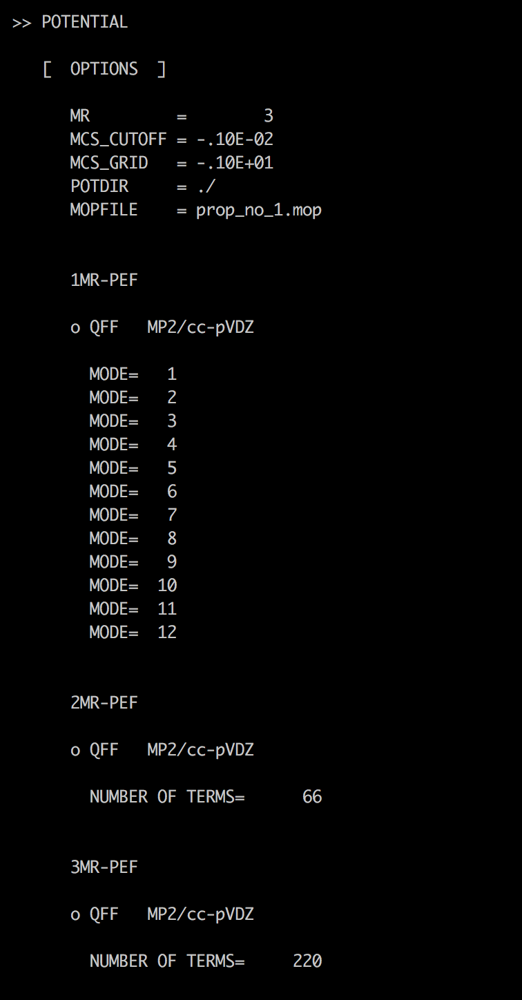 >> POTENTIAL
[  OPTIONS  ]
MR         =        3
MCS_CUTOFF = -.10E-02
MCS_GRID   = -.10E+01
POTDIR     = ./
MOPFILE    = prop_no_1.mop
1MR-PEF
o QFF   MP2/cc-pVDZ
MODE=   1
MODE=   2
MODE=   3
MODE=   4
MODE=   5
MODE=   6
MODE=   7
MODE=   8
MODE=   9
MODE=  10
MODE=  11
MODE=  12
2MR-PEF
o QFF   MP2/cc-pVDZ
NUMBER OF TERMS=      66
3MR-PEF
o QFF   MP2/cc-pVDZ
NUMBER OF TERMS=     220